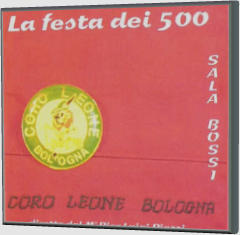 La festa dei 500
SALA BOSSI
CORO LEONE
BOLOGNA
CORO LEONE BOLOGNA